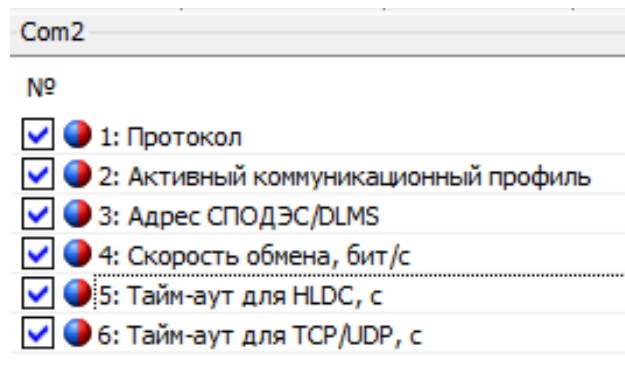 Com2
№
1: Протокол
2: Активный коммуникационный профиль
3: Адрес СПОДЭС/DLMS
4: Скорость обмена, бит/с
5: Тайм-аут для HLDC, с
6: Тайм-аут для TCP/UDP, с